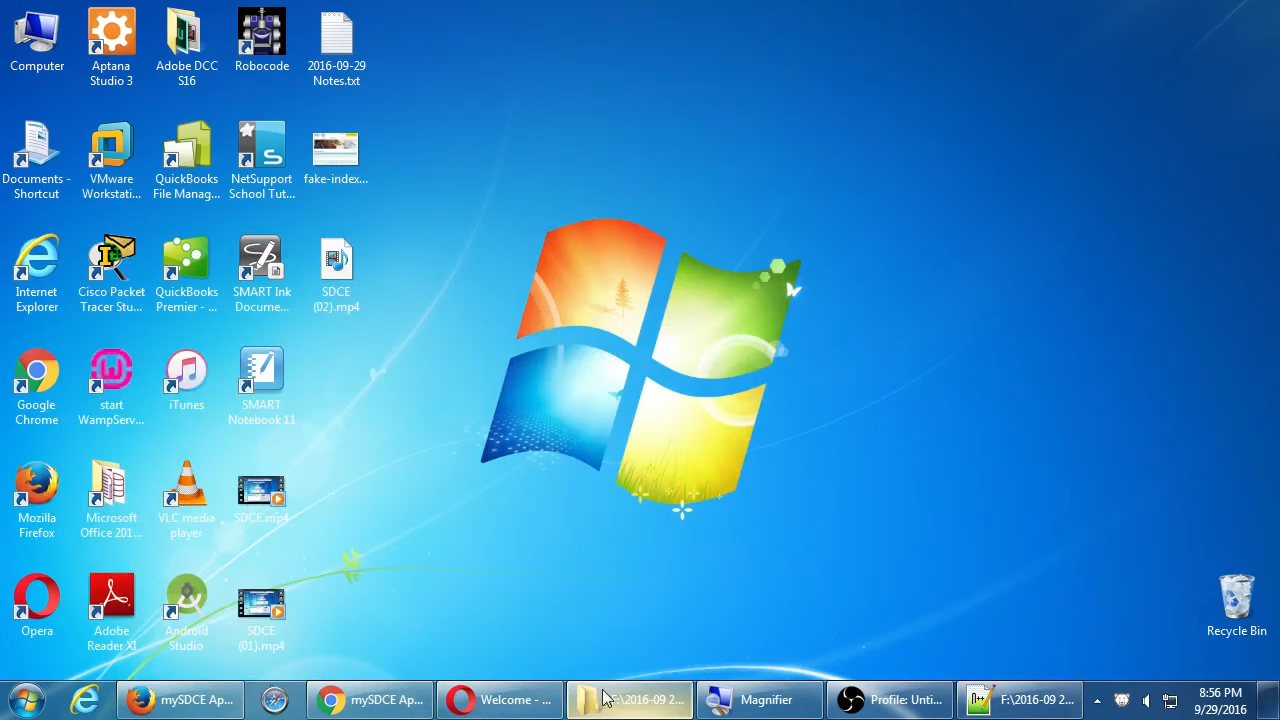 Computer
Aptana
Studio 3
Adobe DCC
S16
Robocode
2016-09-29
Notes.txt
Documents -
Shortcut
VMware
Workstati...
QuickBooks
File Manag...
NetSupport
School Tut...
fake-index...
Internet
Explorer
Cisco Packet
Tracer Stu...
QuickBooks
Premier - ...
SMART Ink
Docume...
SDCE
(02).mp4
Google
Chrome
start
WampServ...
iTunes
SMART
Notebook 11
Mozilla
Firefox
Microsoft
Office 201...
VLC media
player
SDCE.mp4
Opera
Adobe
Reader XI
Android
Studio
SDCE
(01).mp4
Recycle Bin
mySDCE Ap...
mySDCE Ap...
Welcome - ...
F:\2016-09 2...
Magnifier
Profile: Unti...
F:\2016-09 2...
8:56 PM
9/29/2016